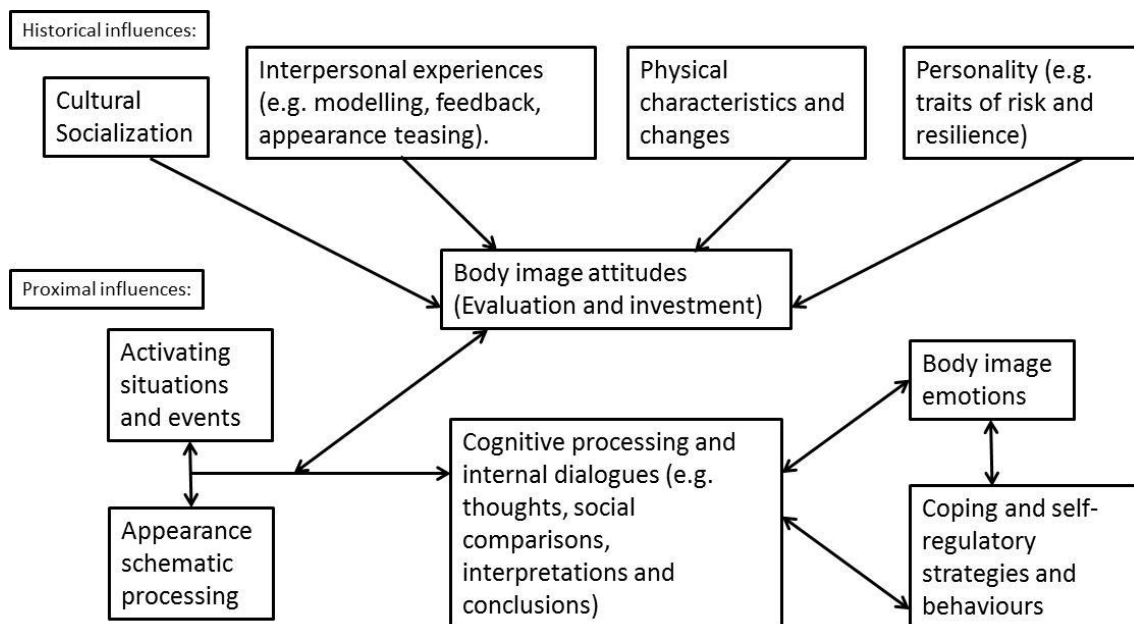 Historical influences:
Cultural
Socialization
Interpersonal experiences
(e.g. modelling, feedback,
appearance teasing).
Physical
characteristics and
changes
Personality (e.g.
traits of risk and
resilience)
Body image attitudes
(Evaluation and investment)
Proximal influences:
Activating
situations
and events
Appearance
schematic
processing
Cognitive processing and
internal dialogues (e.g.
thoughts, social
comparisons,
interpretations and
conclusions)
Body image
emotions
Coping and self-
regulatory
strategies and
behaviours